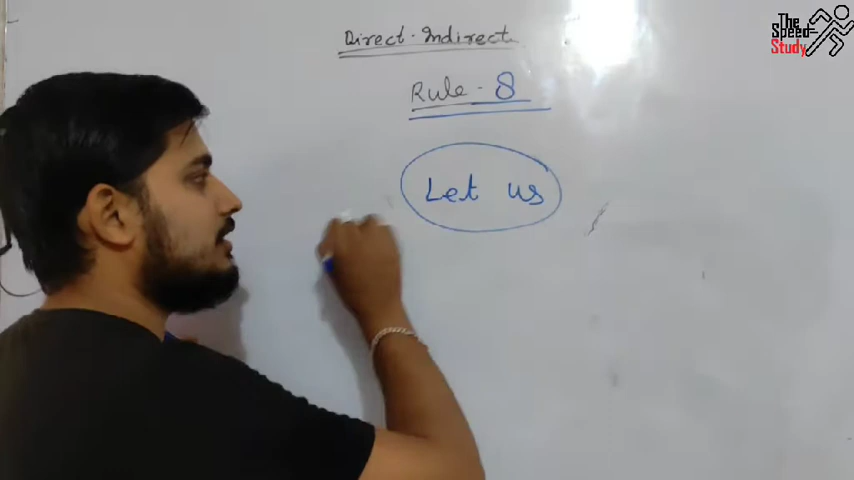 Direct - Indirect
Rule - 8
Let us
The
Speed-
Study